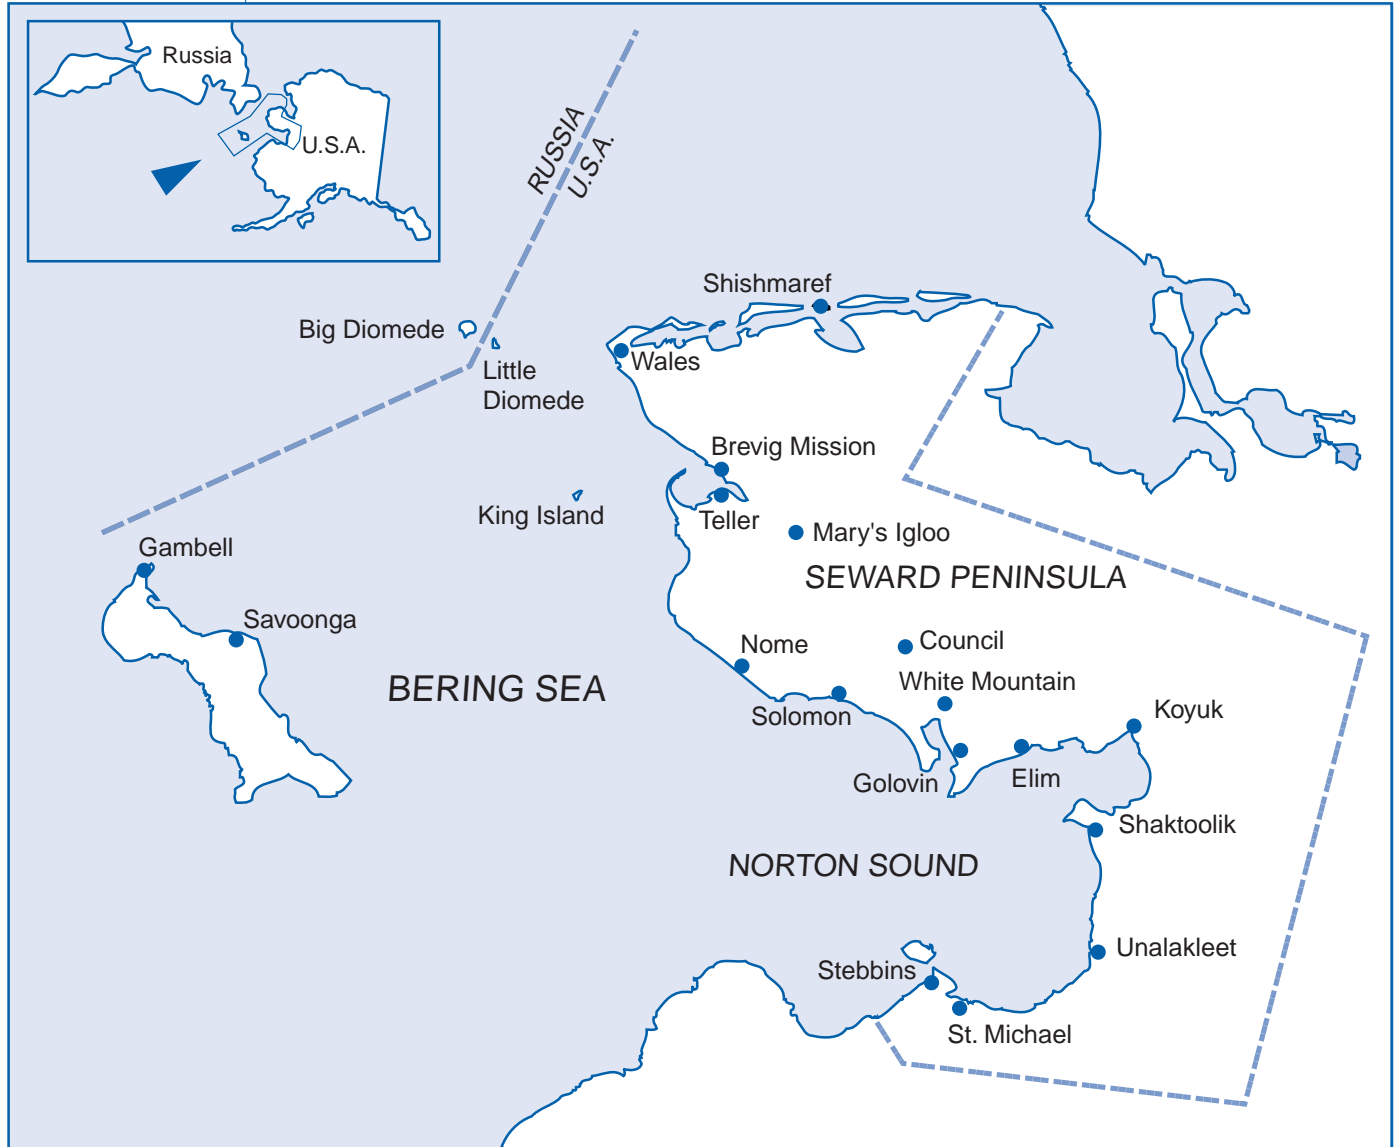 Russia
U.S.A.
RUSSIA
U.S.A.
Shishmaref
Big Diomede
Wales
Little
Diomede
Brevig Mission
King Island
Teller
Mary's Igloo
Gambell
SEWARD PENINSULA
Savoonga
Nome
Council
BERING SEA
White Mountain
Solomon
Koyuk
Golovin
Elim
Shaktoolik
NORTON SOUND
Unalakleet
Stebbins
St. Michael